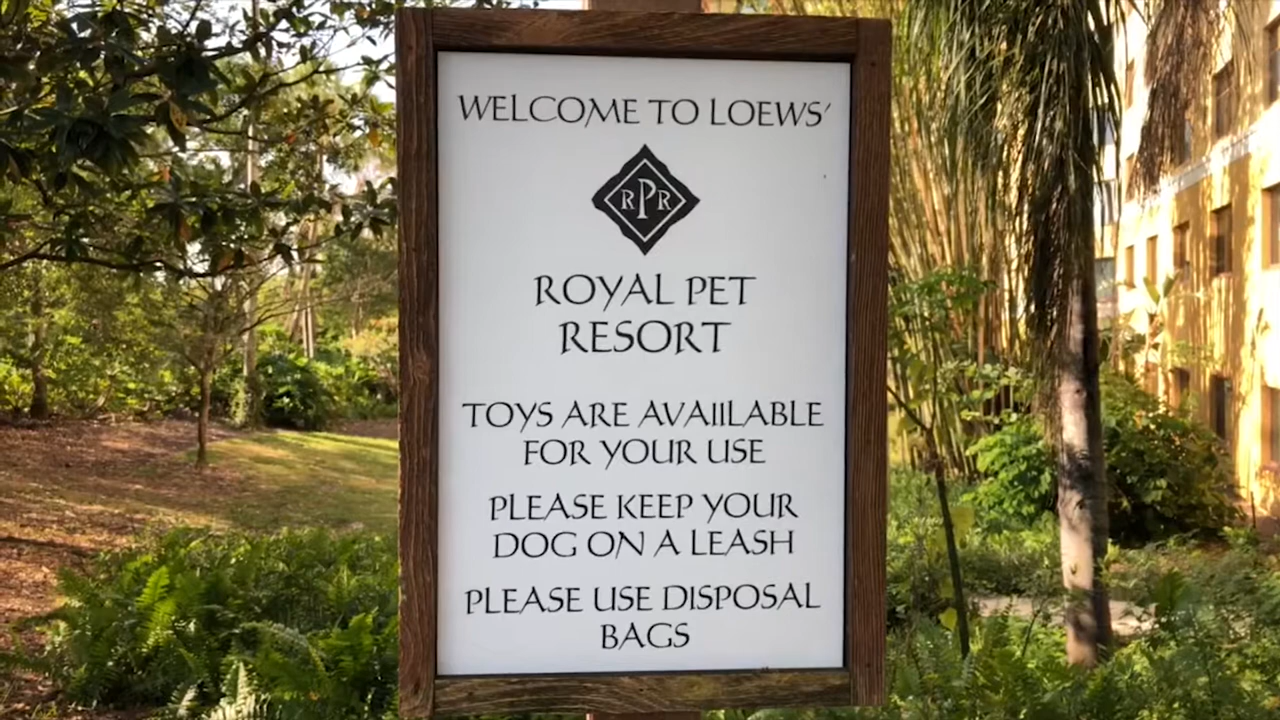 WELCOME TO LOEWS'
RPR
ROYAL PET
RESORT
TOYS ARE AVAIILABLE
FOR YOUR USE
PLEASE KEEP YOUR
DOG ON A LEASH
PLEASE USE DISPOSAL
BAGS